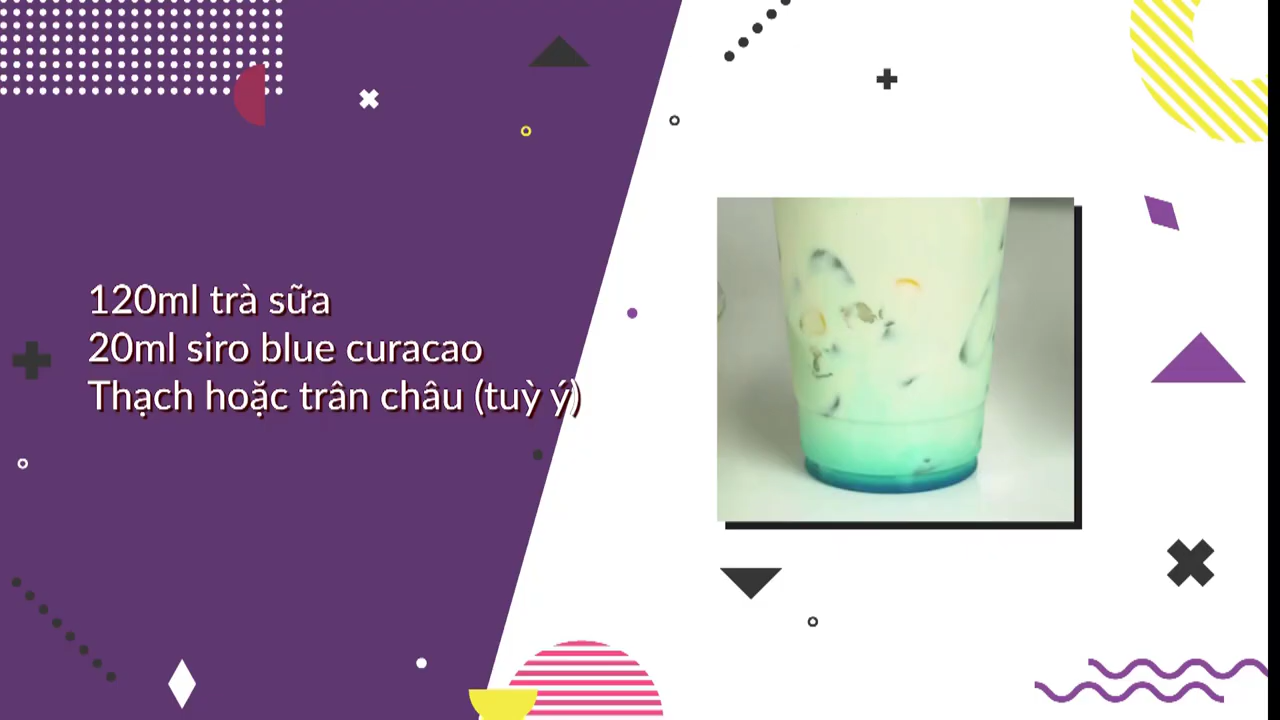 120ml trà sữa
20ml siro blue curacao
Thạch hoặc trân châu (tuỳ ý)